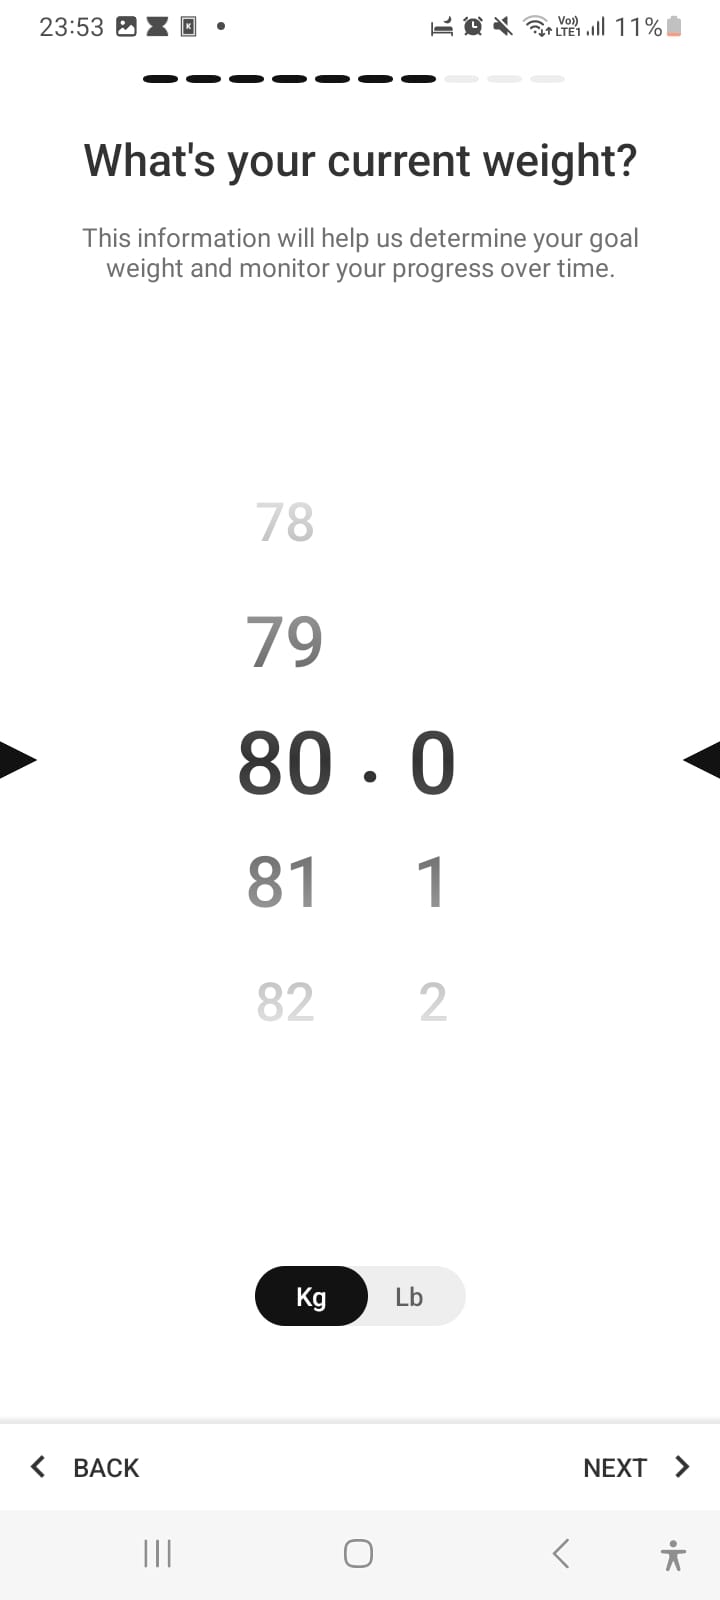 23:53 Vo)) LTE1 11%
What's your current weight?
This information will help us determine your goal
weight and monitor your progress over time.
78
79
80 . 0
81 1
82 2
Kg Lb
BACK NEXT